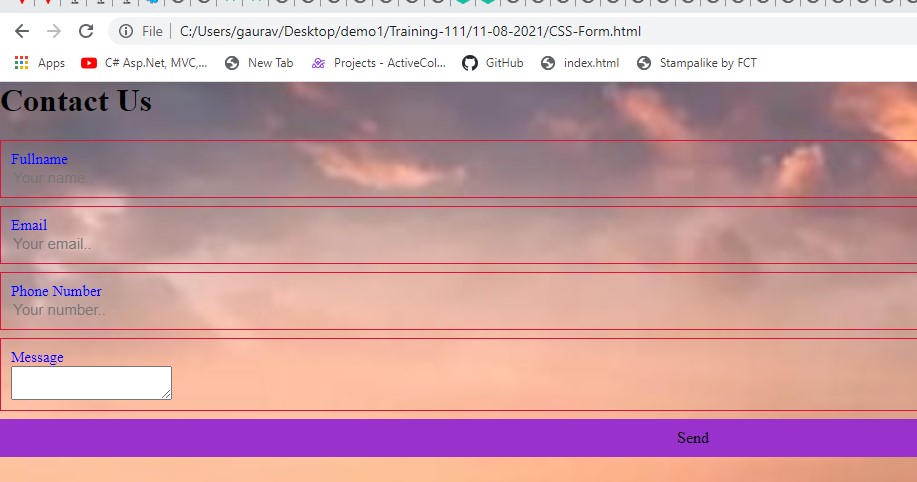 File C:/Users/gaurav/Desktop/demo1/Training-111/11-08-2021/CSS-Form.html
Apps C# Asp.Net, MVC,... New Tab Projects - ActiveCol... GitHub index.html Stampalike by FCT
Contact Us
Fullname
Your name..
Email
Your email..
Phone Number
Your number..
Message
Send